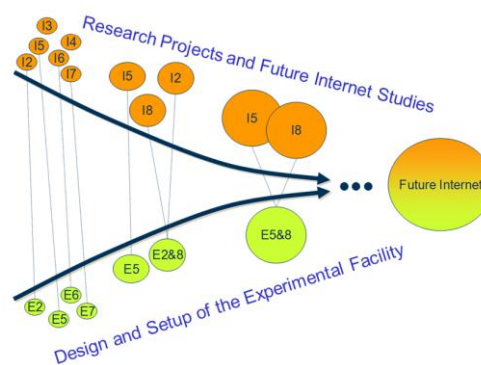 I3
I5
I4
I2
I6
I7
Research Projects and Future Internet Studies
I5
I2
I8
I5
I8
Future Internet
E5&8
E2&8
E5
E6
E2
E7
E5
Design and Setup of the Experimental Facility